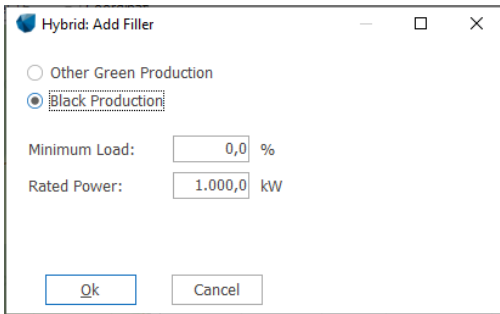 Hybrid: Add Filler
Other Green Production
Black Production
Minimum Load: 0,0 %
Rated Power: 1.000,0 kW
Ok Cancel